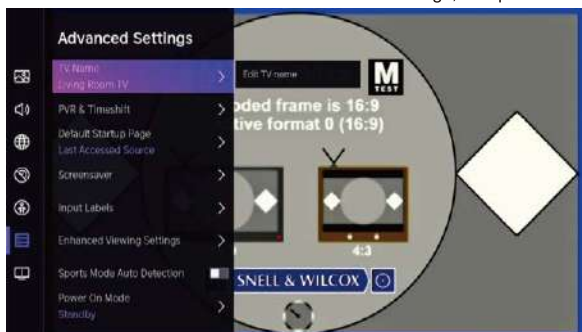 Advanced Settings
TV Name
Living Room TV
Edit TV name
PVR & Timeshift
Default Startup Page
Last Accessed Source
Screensaver
Input Labels
Enhanced Viewing Settings
Sports Mode Auto Detection
Power On Mode
Standby
M
TEST
oded frame is 16:9
tive format 0 (16:9)
4:3
SNELL & WILCOX